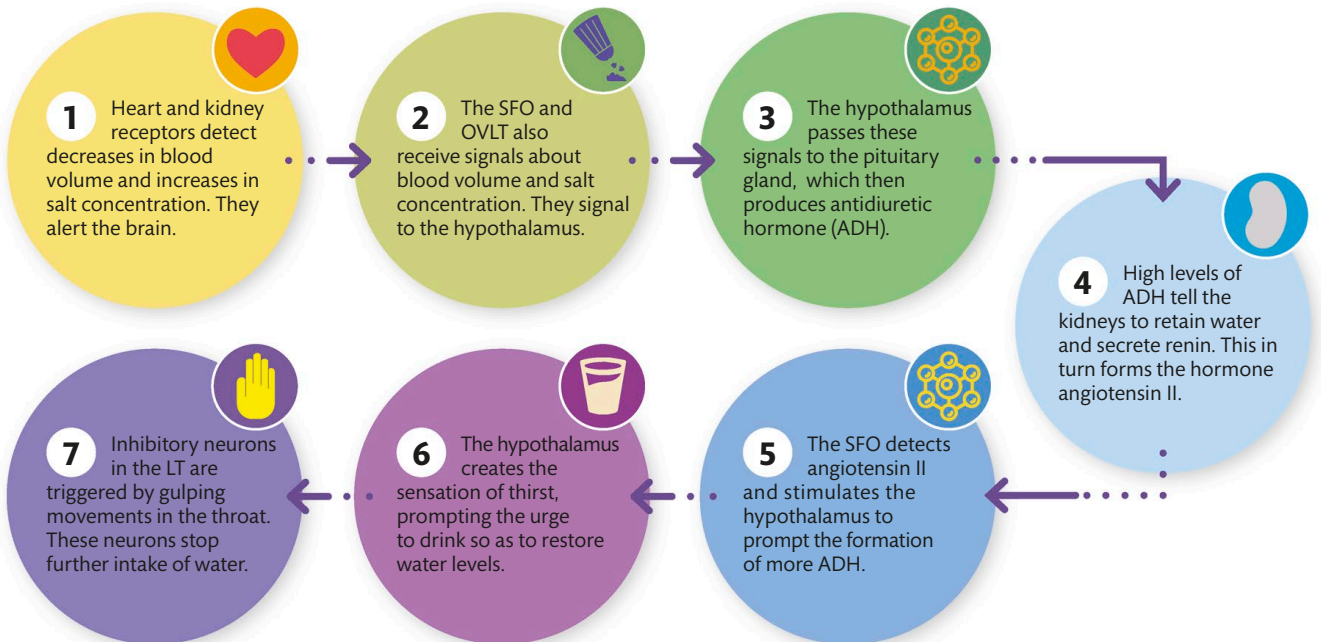 1 Heart and kidney
receptors detect
decreases in blood
volume and increases in
salt concentration. They
alert the brain.
2 The SFO and
OVLT also
receive signals about
blood volume and salt
concentration. They signal
to the hypothalamus.
3 The hypothalamus
passes these
signals to the pituitary
gland, which then
produces antidiuretic
hormone (ADH).
4 High levels of
ADH tell the
kidneys to retain water
and secrete renin. This in
turn forms the hormone
angiotensin II.
5 The SFO detects
angiotensin II
and stimulates the
hypothalamus to
prompt the formation
of more ADH.
6 The hypothalamus
creates the
sensation of thirst,
prompting the urge
to drink so as to restore
water levels.
7 Inhibitory neurons
in the LT are
triggered by gulping
movements in the throat.
These neurons stop
further intake of water.